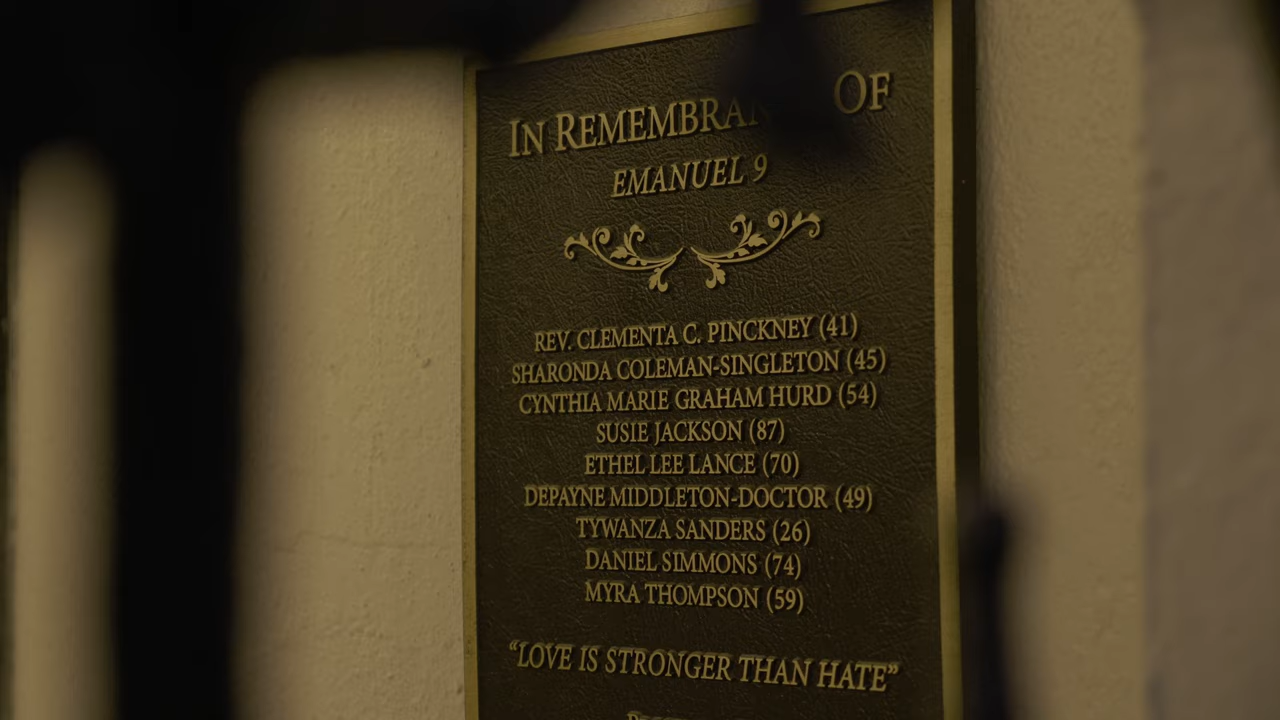 IN REMEMBRANCE OF
EMANUEL 9
REV. CLEMENTA C. PINCKNEY (41)
SHARONDA COLEMAN-SINGLETON (45)
CYNTHIA MARIE GRAHAM HURD (54)
SUSIE JACKSON (87)
ETHEL LEE LANCE (70)
DEPAYNE MIDDLETON-DOCTOR (49)
TYWANZA SANDERS (26)
DANIEL SIMMONS (74)
MYRA THOMPSON (59)
“LOVE IS STRONGER THAN HATE”